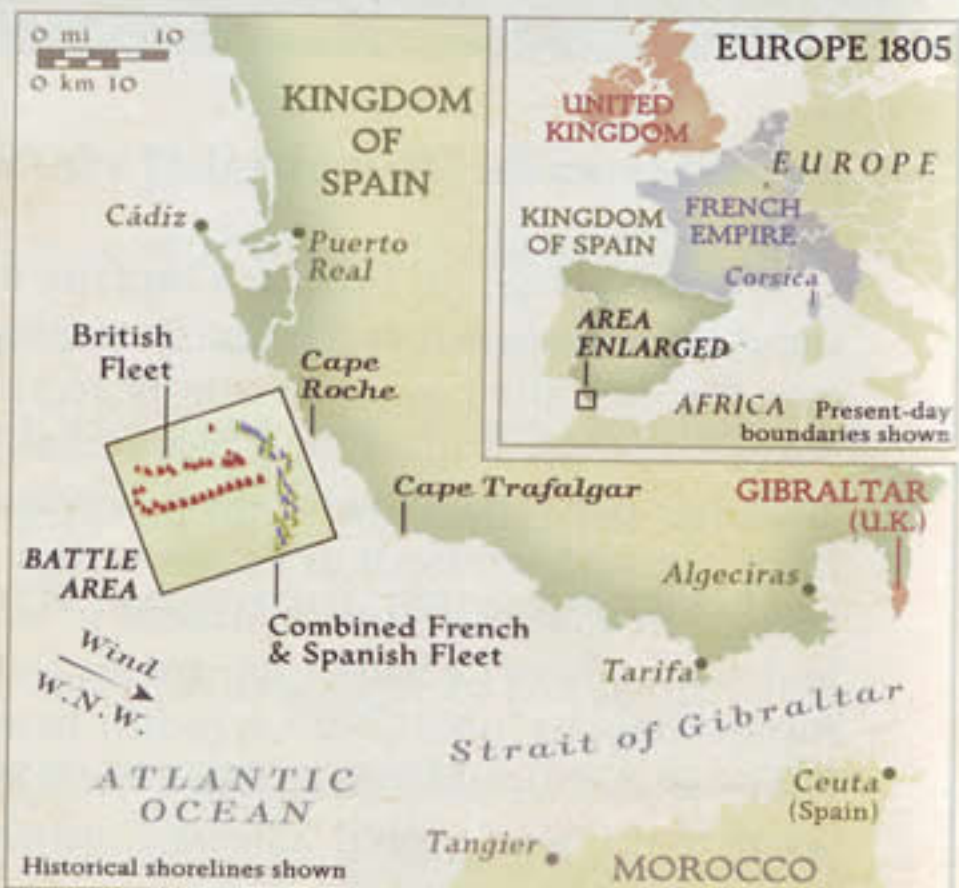 0 mi 10
0 km 10
KINGDOM
OF
SPAIN
Cádiz
Puerto
Real
British
Fleet
Cape
Roche
Cape Trafalgar
BATTLE
AREA
Combined French
& Spanish Fleet
Wind
W.N.W.
ATLANTIC
OCEAN
Historical shorelines shown
EUROPE 1805
UNITED
KINGDOM
EUROPE
KINGDOM
OF SPAIN
FRENCH
EMPIRE
Corsica
AREA
ENLARGED
AFRICA
Present-day
boundaries shown
GIBRALTAR
(U.K.)
Algeciras
Tarifa
Strait of Gibraltar
Ceuta
(Spain)
Tangier
MOROCCO